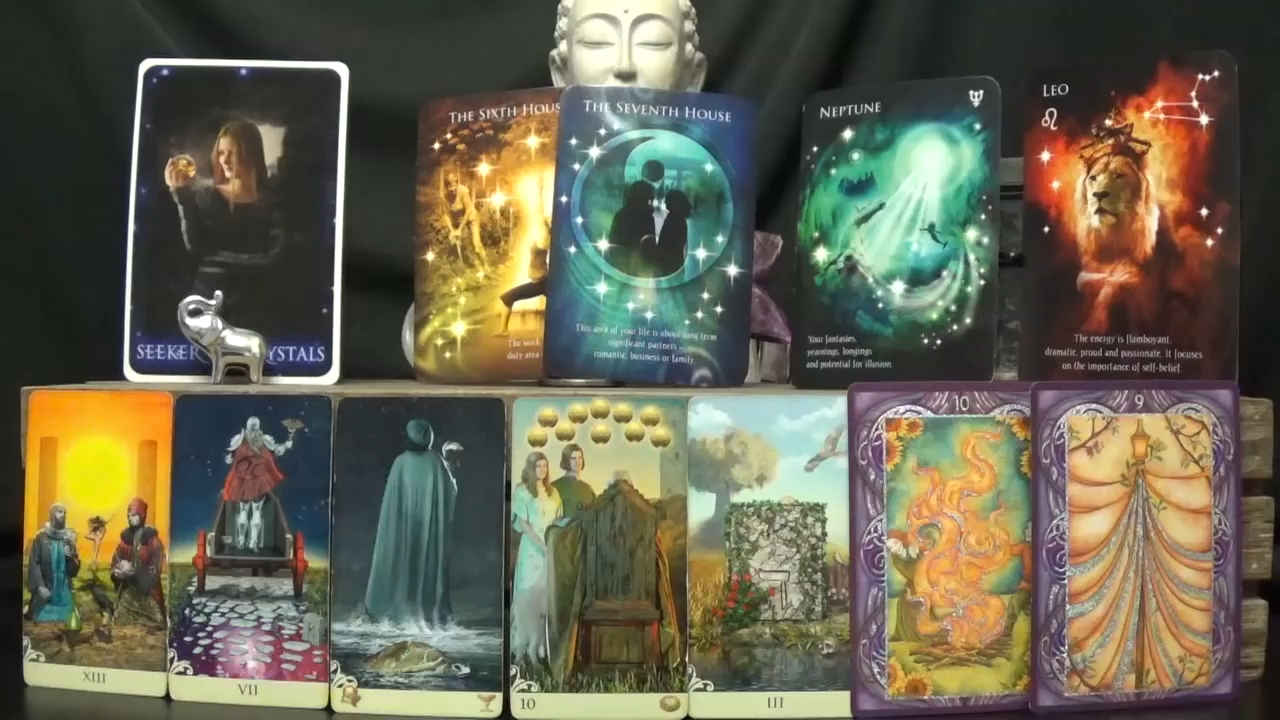 THE SIXTH HOUS
THE SEVENTH HOUSE
NEPTUNE
LEO
SEEKER
YSTALS
The work
daily area
This area of your life is about long term
significant partners –
romantic, business or family
Your fantasies,
yearnings, longings
and potential for illusion
The energy is flamboyant,
dramatic, proud and passionate. It focuses
on the importance of self-belief
XIII
VII
10
III
10
9